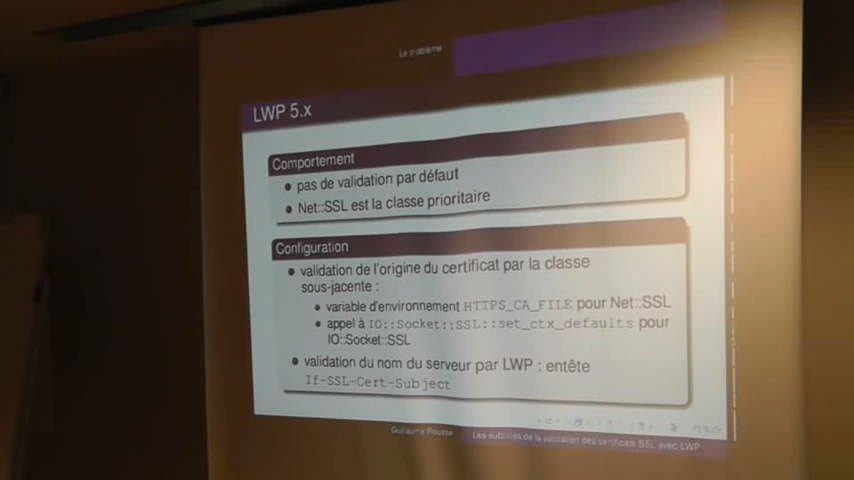 Le problème
LWP 5.x
Comportement
pas de validation par défaut
Net::SSL est la classe prioritaire
Configuration
validation de l'origine du certificat par la classe
sous-jacente :
variable d'environnement HTTPS_CA_FILE pour Net::SSL
appel à IO::Socket::SSL::set_ctx_defaults pour
IO::Socket::SSL
validation du nom du serveur par LWP : entête
If-SSL-Cert-Subject
Guillaume Rousse
Les subtilités de la validation des certificats SSL avec LWP